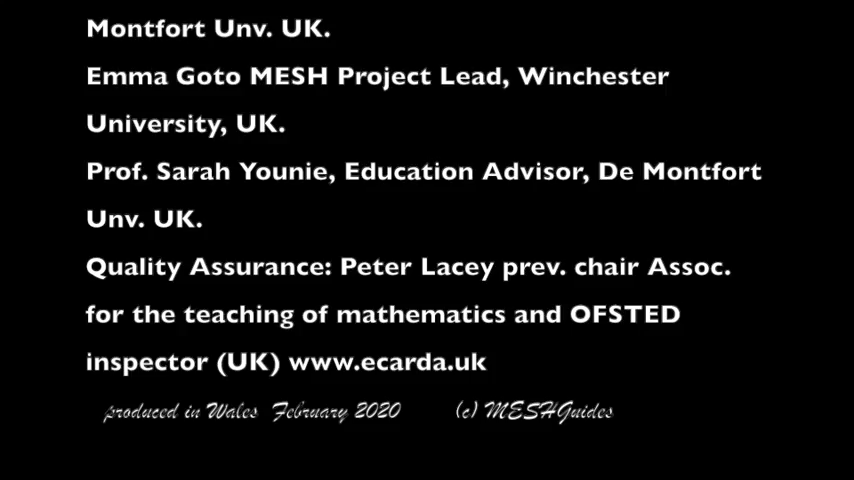 Montfort Unv. UK.
Emma Goto MESH Project Lead, Winchester
University, UK.
Prof. Sarah Younie, Education Advisor, De Montfort
Unv. UK.
Quality Assurance: Peter Lacey prev. chair Assoc.
for the teaching of mathematics and OFSTED
inspector (UK) www.ecarda.uk
produced in Wales February 2020 (c) MESHGuides